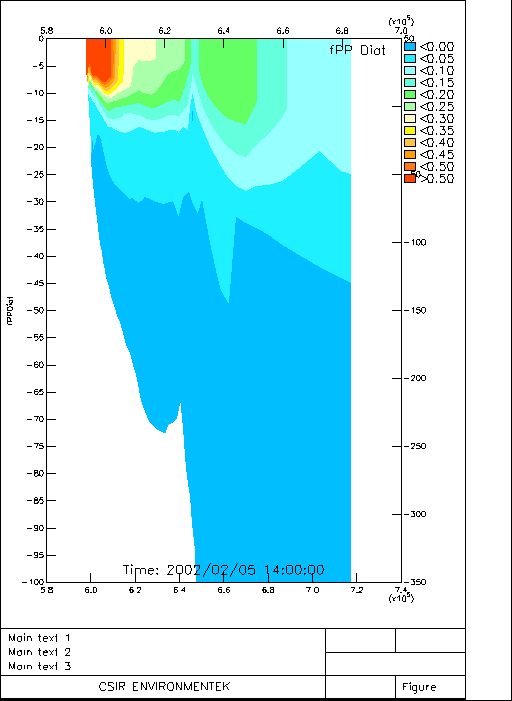 (x10⁵)
5.8 6.0 6.2 6.4 6.6 6.8 7.0
fPP Diat
0 50
-5 <0.00
<0.05
-10 <0.10
<0.15
-15 <0.20
<0.25
-20 <0.30
<0.35
<0.40
-25 -50 <0.45
<0.50
>0.50
-30
-35
-40 -100
-45
-50 -150
fPPDiat
-55
-60
-65 -200
-70
-75 -250
-80
-85
-90 -300
-95
Time: 2002/02/05 14:00:00
-100 -350
5.8 6.0 6.2 6.4 6.6 6.8 7.0 7.2 7.4
(x10⁵)
Main text 1
Main text 2
Main text 3
CSIR ENVIRONMENTEK Figure